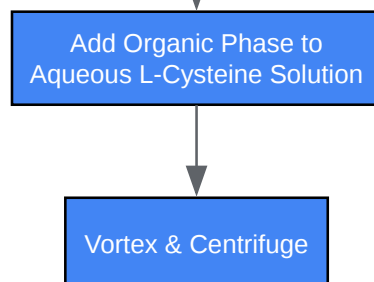 Add Organic Phase to
Aqueous L-Cysteine Solution
Vortex & Centrifuge